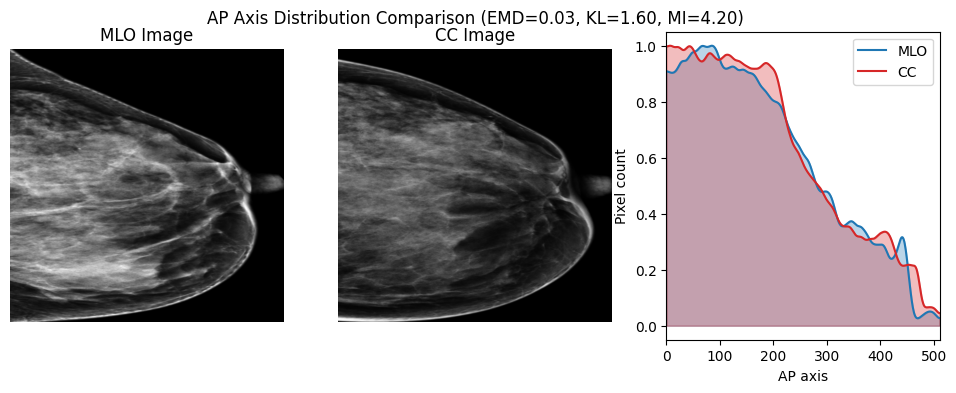 AP Axis Distribution Comparison (EMD=0.03, KL=1.60, MI=4.20)
MLO Image
CC Image
MLO
CC
1.0
0.8
0.6
0.4
0.2
0.0
Pixel count
0 100 200 300 400 500
AP axis